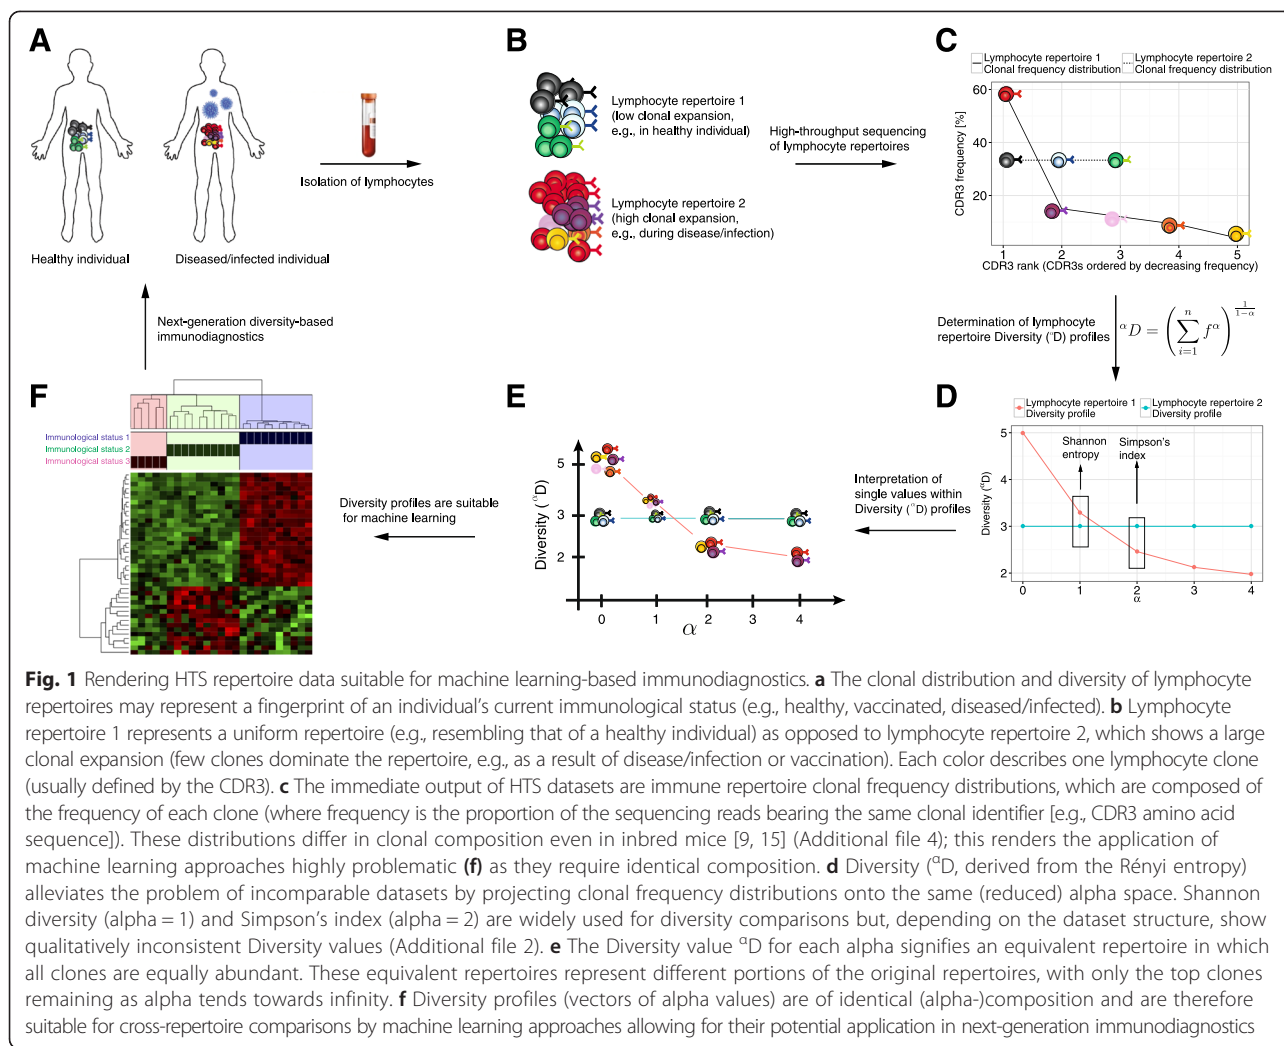 A
B
C
Lymphocyte repertoire 1
Clonal frequency distribution
Lymphocyte repertoire 2
Clonal frequency distribution
Isolation of lymphocytes
Healthy individual
Diseased/infected individual
Lymphocyte repertoire 1
(low clonal expansion,
e.g., in healthy individual)
Lymphocyte repertoire 2
(high clonal expansion,
e.g., during disease/infection)
High-throughput sequencing
of lymphocyte repertoires
CDR3 frequency [%]
60
40
20
1 2 3 4 5
CDR3 rank (CDR3s ordered by decreasing frequency)
Next-generation diversity-based
immunodiagnostics
Determination of lymphocyte
repertoire Diversity (αD) profiles
αD = (∑ i=1 n f^α)^(1/(1−α))
F
E
D
Immunological status 1
Immunological status 2
Immunological status 3
Diversity profiles are suitable
for machine learning
Diversity (αD)
5
3
2
0 1 2 3 4
α
Interpretation of
single values within
Diversity (αD) profiles
Lymphocyte repertoire 1
Diversity profile
Lymphocyte repertoire 2
Diversity profile
Shannon
entropy
Simpson's
index
Diversity (αD)
5
4
3
2
0 1 2 3 4
α
Fig. 1 Rendering HTS repertoire data suitable for machine learning-based immunodiagnostics. a The clonal distribution and diversity of lymphocyte
repertoires may represent a fingerprint of an individual's current immunological status (e.g., healthy, vaccinated, diseased/infected). b Lymphocyte
repertoire 1 represents a uniform repertoire (e.g., resembling that of a healthy individual) as opposed to lymphocyte repertoire 2, which shows a large
clonal expansion (few clones dominate the repertoire, e.g., as a result of disease/infection or vaccination). Each color describes one lymphocyte clone
(usually defined by the CDR3). c The immediate output of HTS datasets are immune repertoire clonal frequency distributions, which are composed of
the frequency of each clone (where frequency is the proportion of the sequencing reads bearing the same clonal identifier [e.g., CDR3 amino acid
sequence]). These distributions differ in clonal composition even in inbred mice [9, 15] (Additional file 4); this renders the application of
machine learning approaches highly problematic (f) as they require identical composition. d Diversity (αD, derived from the Rényi entropy)
alleviates the problem of incomparable datasets by projecting clonal frequency distributions onto the same (reduced) alpha space. Shannon
diversity (alpha = 1) and Simpson's index (alpha = 2) are widely used for diversity comparisons but, depending on the dataset structure, show
qualitatively inconsistent Diversity values (Additional file 2). e The Diversity value αD for each alpha signifies an equivalent repertoire in which
all clones are equally abundant. These equivalent repertoires represent different portions of the original repertoires, with only the top clones
remaining as alpha tends towards infinity. f Diversity profiles (vectors of alpha values) are of identical (alpha-)composition and are therefore
suitable for cross-repertoire comparisons by machine learning approaches allowing for their potential application in next-generation immunodiagnostics